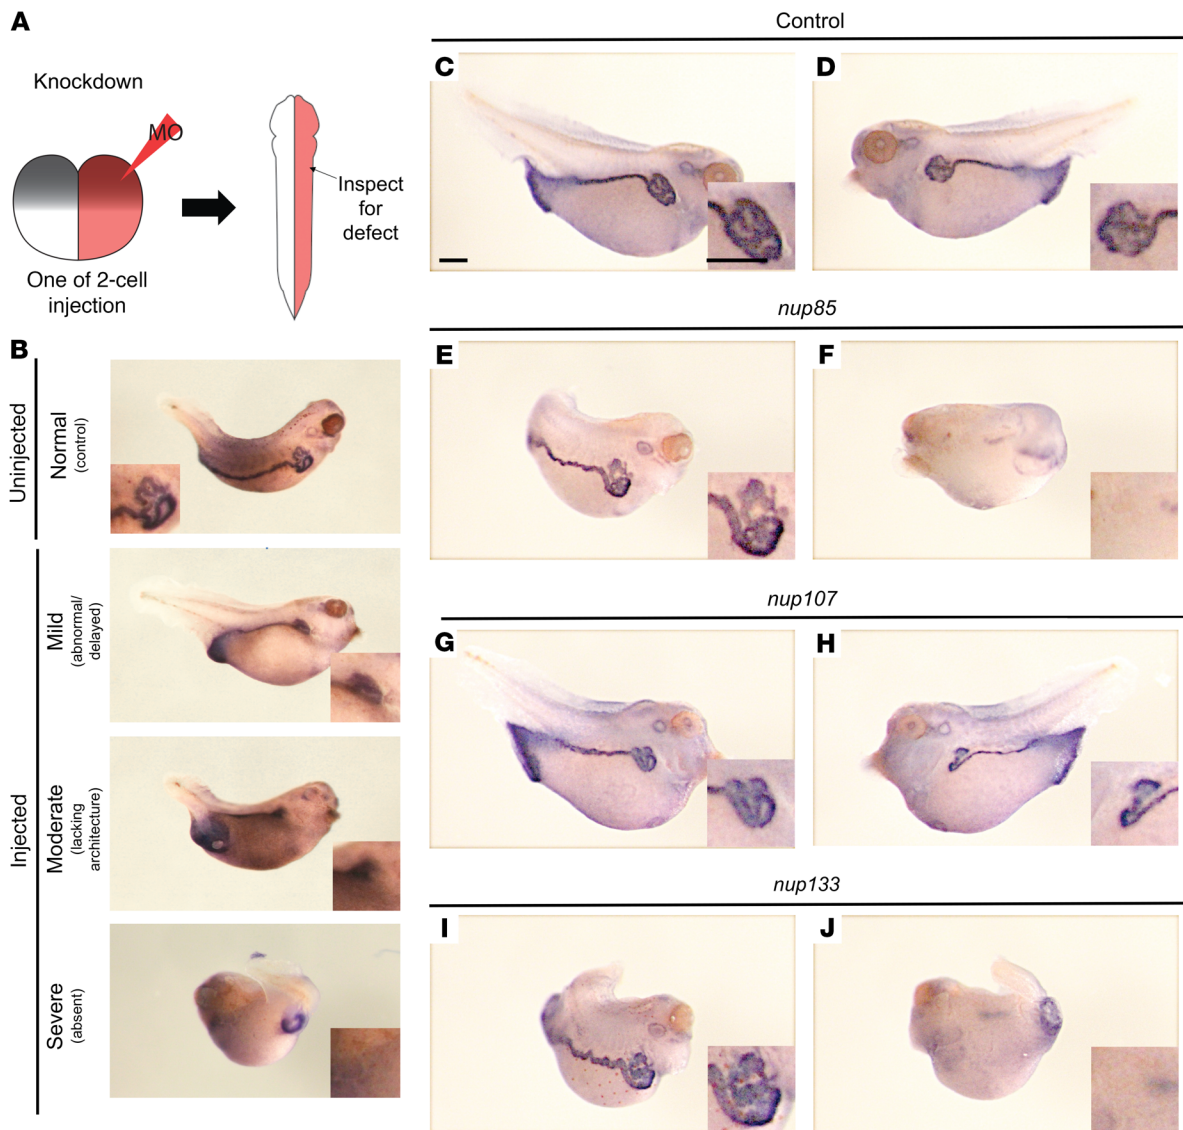 A
Knockdown
MO
Inspect
for
defect
One of 2-cell
injection
B
Uninjected
Normal
(control)
Injected
Mild
(abnormal/
delayed)
Moderate
(lacking
architecture)
Severe
(absent)
Control
C
D
nup85
E
F
nup107
G
H
nup133
I
J